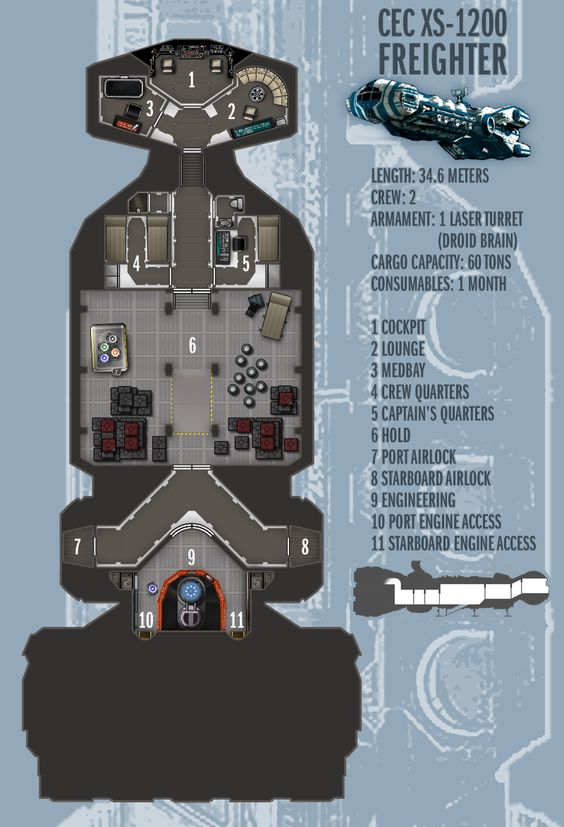 CEC XS-1200
FREIGHTER
LENGTH: 34.6 METERS
CREW: 2
ARMAMENT: 1 LASER TURRET
(DROID BRAIN)
CARGO CAPACITY: 60 TONS
CONSUMABLES: 1 MONTH
1 COCKPIT
2 LOUNGE
3 MEDBAY
4 CREW QUARTERS
5 CAPTAIN'S QUARTERS
6 HOLD
7 PORT AIRLOCK
8 STARBOARD AIRLOCK
9 ENGINEERING
10 PORT ENGINE ACCESS
11 STARBOARD ENGINE ACCESS
1
3
2
4
5
6
7
8
9
10
11